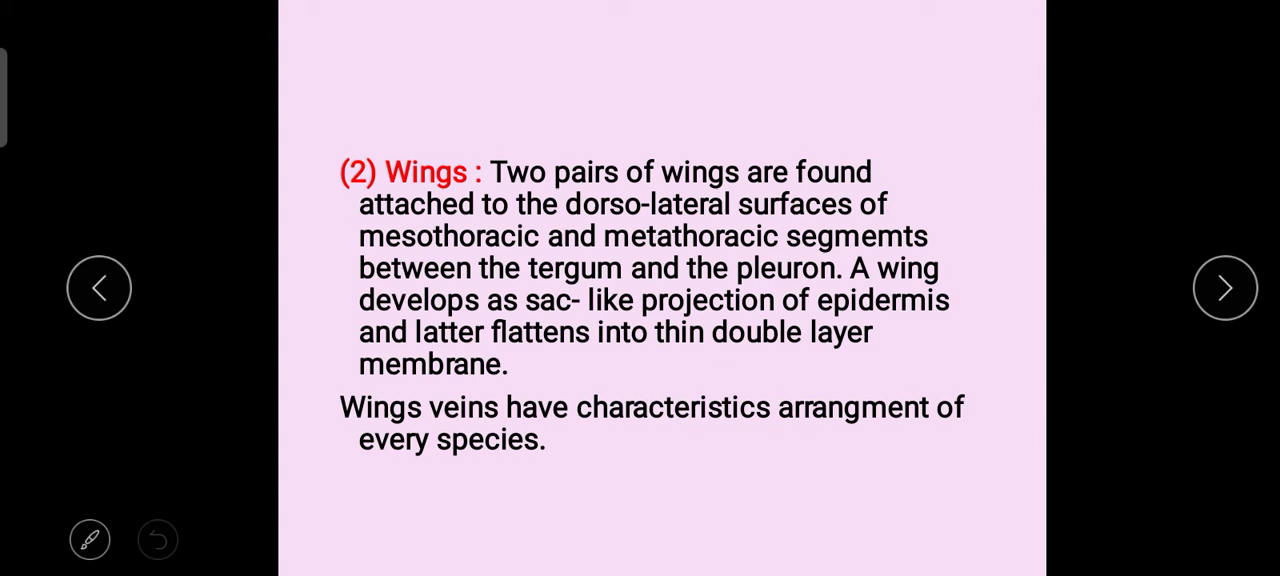 (2) Wings : Two pairs of wings are found
attached to the dorso-lateral surfaces of
mesothoracic and metathoracic segmemts
between the tergum and the pleuron. A wing
develops as sac- like projection of epidermis
and latter flattens into thin double layer
membrane.
Wings veins have characteristics arrangment of
every species.